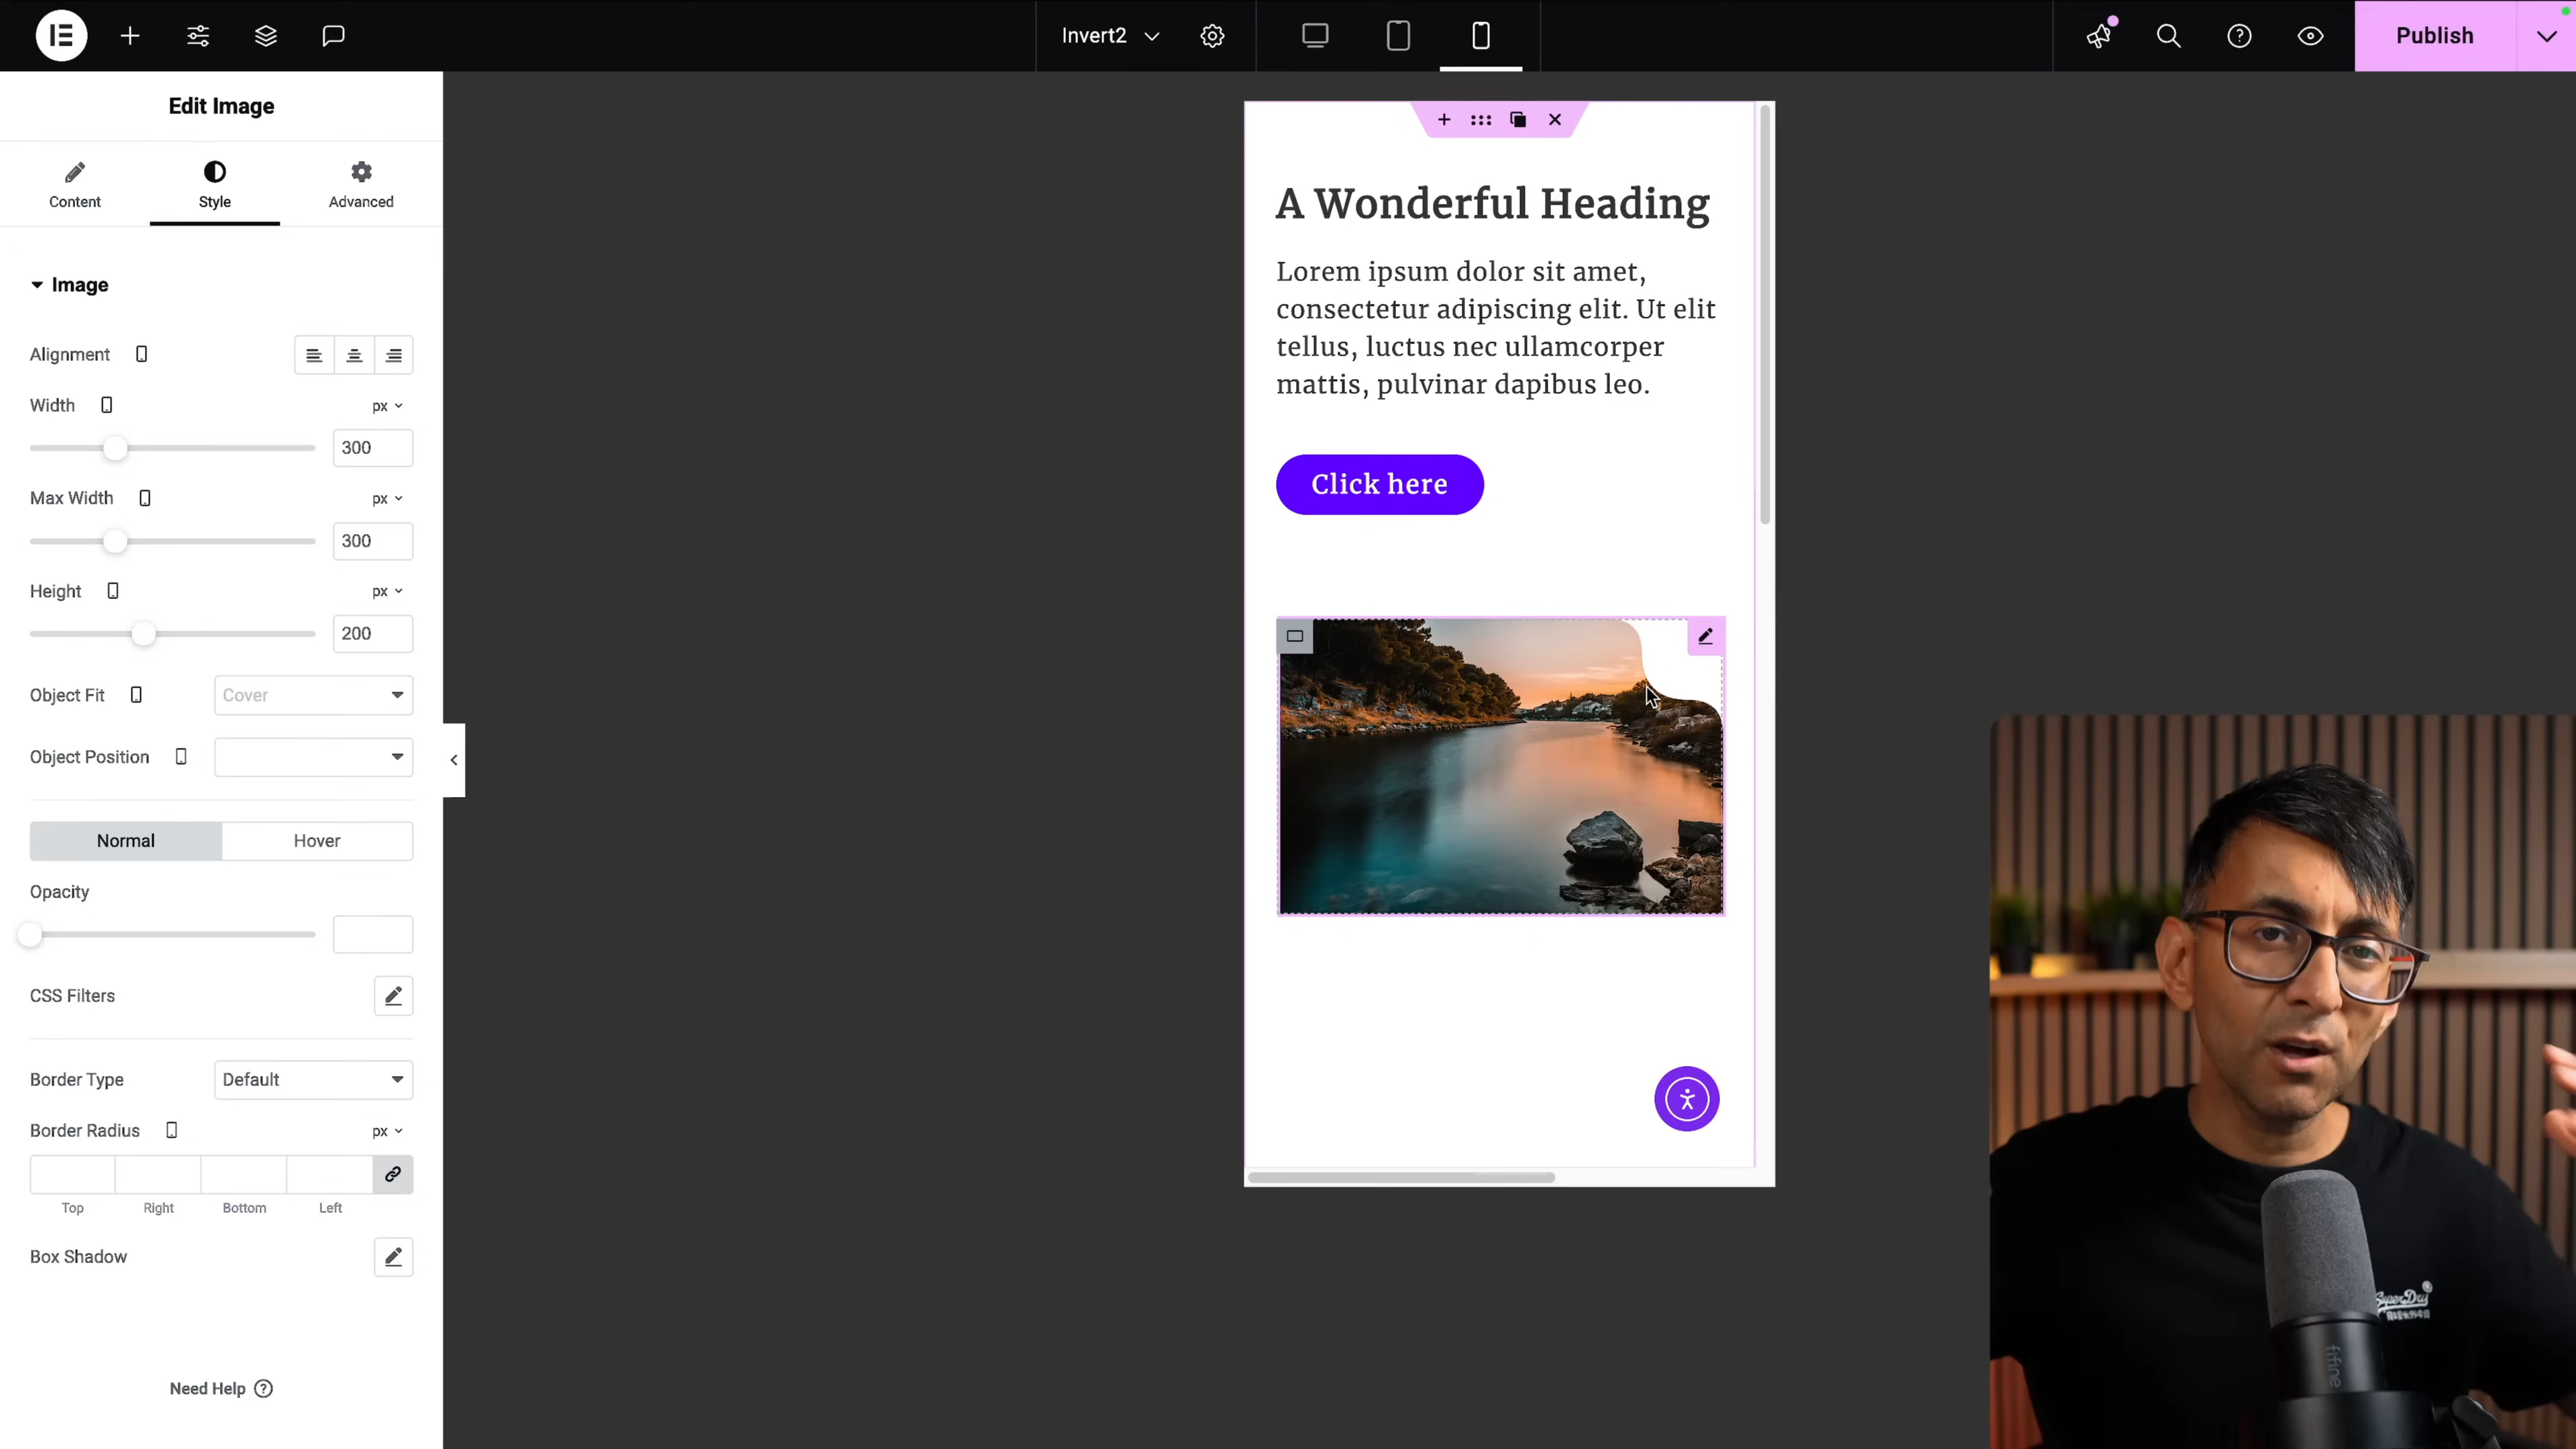 Invert2
Publish
Edit Image
Content
Style
Advanced
Image
Alignment
Width
px
300
Max Width
px
300
Height
px
200
Object Fit
Cover
Object Position
Normal
Hover
Opacity
CSS Filters
Border Type
Default
Border Radius
px
Top
Right
Bottom
Left
Box Shadow
Need Help
A Wonderful Heading
Lorem ipsum dolor sit amet,
consectetur adipiscing elit. Ut elit
tellus, luctus nec ullamcorper
mattis, pulvinar dapibus leo.
Click here
fifine